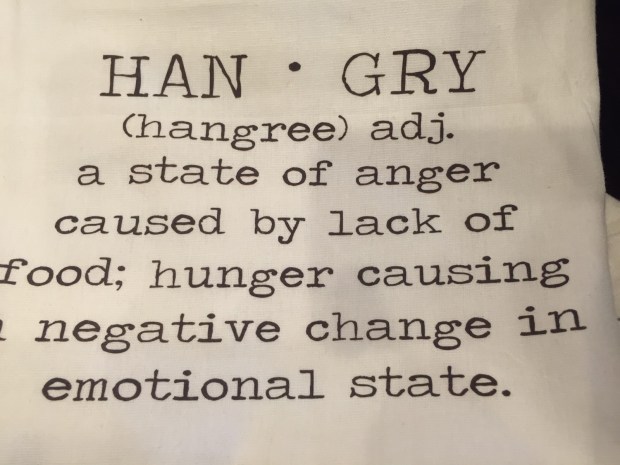 HAN • GRY
(hangree) adj.
a state of anger
caused by lack of
food; hunger causing
a negative change in
emotional state.